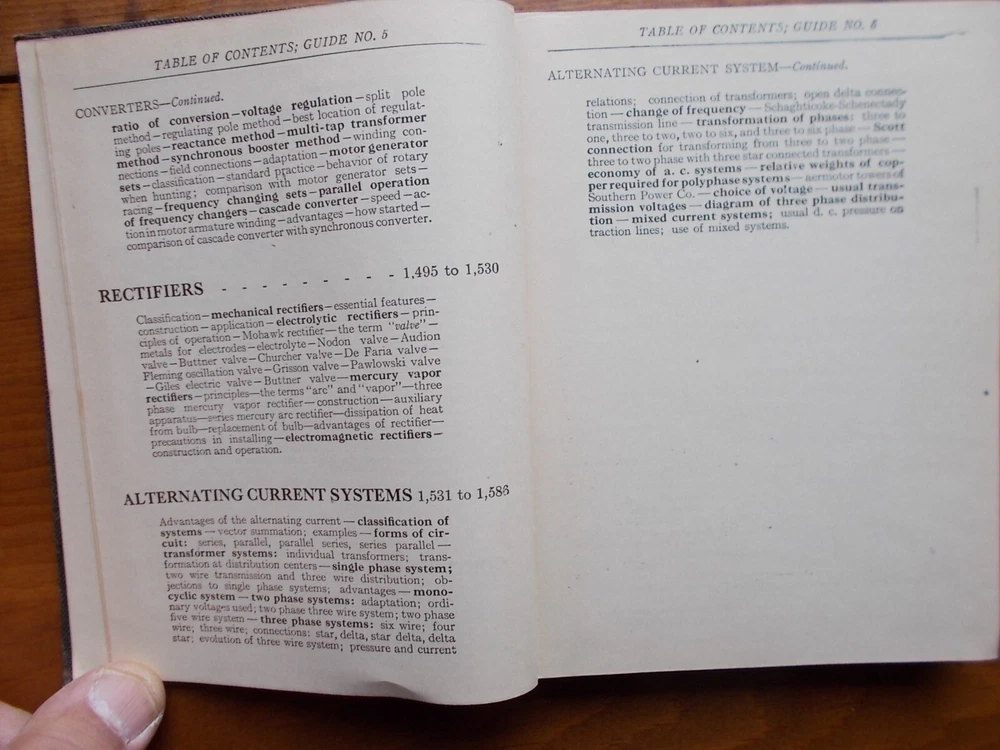 TABLE OF CONTENTS; GUIDE NO. 5
CONVERTERS—Continued.
ratio of conversion—voltage regulation—split pole
method—regulating pole method—best location of regulat-
ing poles—reactance method—multi-tap transformer
method—synchronous booster method—winding con-
nections—field connections—adaptation—motor generator
sets—classification—standard practice—behavior of rotary
when hunting; comparison with motor generator sets—
racing—frequency changing sets—parallel operation
of frequency changers—cascade converter—speed—ac-
tion in motor armature winding—advantages—how started—
comparison of cascade converter with synchronous converter.
RECTIFIERS - - - - - - - - - 1,495 to 1,530
Classification—mechanical rectifiers—essential features—
construction—application—electrolytic rectifiers—prin-
ciples of operation—Mohawk rectifier—the term "valve"—
metals for electrodes—electrolyte—Nodon valve—Audion
valve—Buttner valve—Churcher valve—De Faria valve—
Fleming oscillation valve—Grisson valve—Pawlowski valve
—Giles electric valve—Buttner valve—mercury vapor
rectifiers—principles—the terms "arc" and "vapor"—three
phase mercury vapor rectifier—construction—auxiliary
apparatus—series mercury arc rectifier—dissipation of heat
from bulb—replacement of bulb—advantages of rectifier—
precautions in installing—electromagnetic rectifiers—
construction and operation.
ALTERNATING CURRENT SYSTEMS 1,531 to 1,586
Advantages of the alternating current—classification of
systems—vector summation; examples—forms of cir-
cuit: series, parallel, parallel series, series parallel—
transformer systems: individual transformers; trans-
formation at distribution centers—single phase system;
two wire transmission and three wire distribution; ob-
jections to single phase systems; advantages—mono-
cyclic system—two phase systems: adaptation; ordi-
nary voltages used; two phase three wire system; two phase
five wire system—three phase systems: six wire; four
wire; three wire; connections: star, delta, star delta, delta
star; evolution of three wire system; pressure and current
TABLE OF CONTENTS; GUIDE NO. 5
ALTERNATING CURRENT SYSTEM—Continued.
relations; connection of transformers; open delta connec-
tion—change of frequency—Schaghticoke-Schenectady
transmission line—transformation of phases: three to
one, three to two, two to six, and three to six phase—Scott
connection for transforming from three to two phase—
three to two phase with three star connected transformers—
economy of a. c. systems—relative weights of cop-
per required for polyphase systems—aermotor towers of
Southern Power Co.—choice of voltage—usual trans-
mission voltages—diagram of three phase distribu-
tion—mixed current systems; usual d. c. pressure on
traction lines; use of mixed systems.